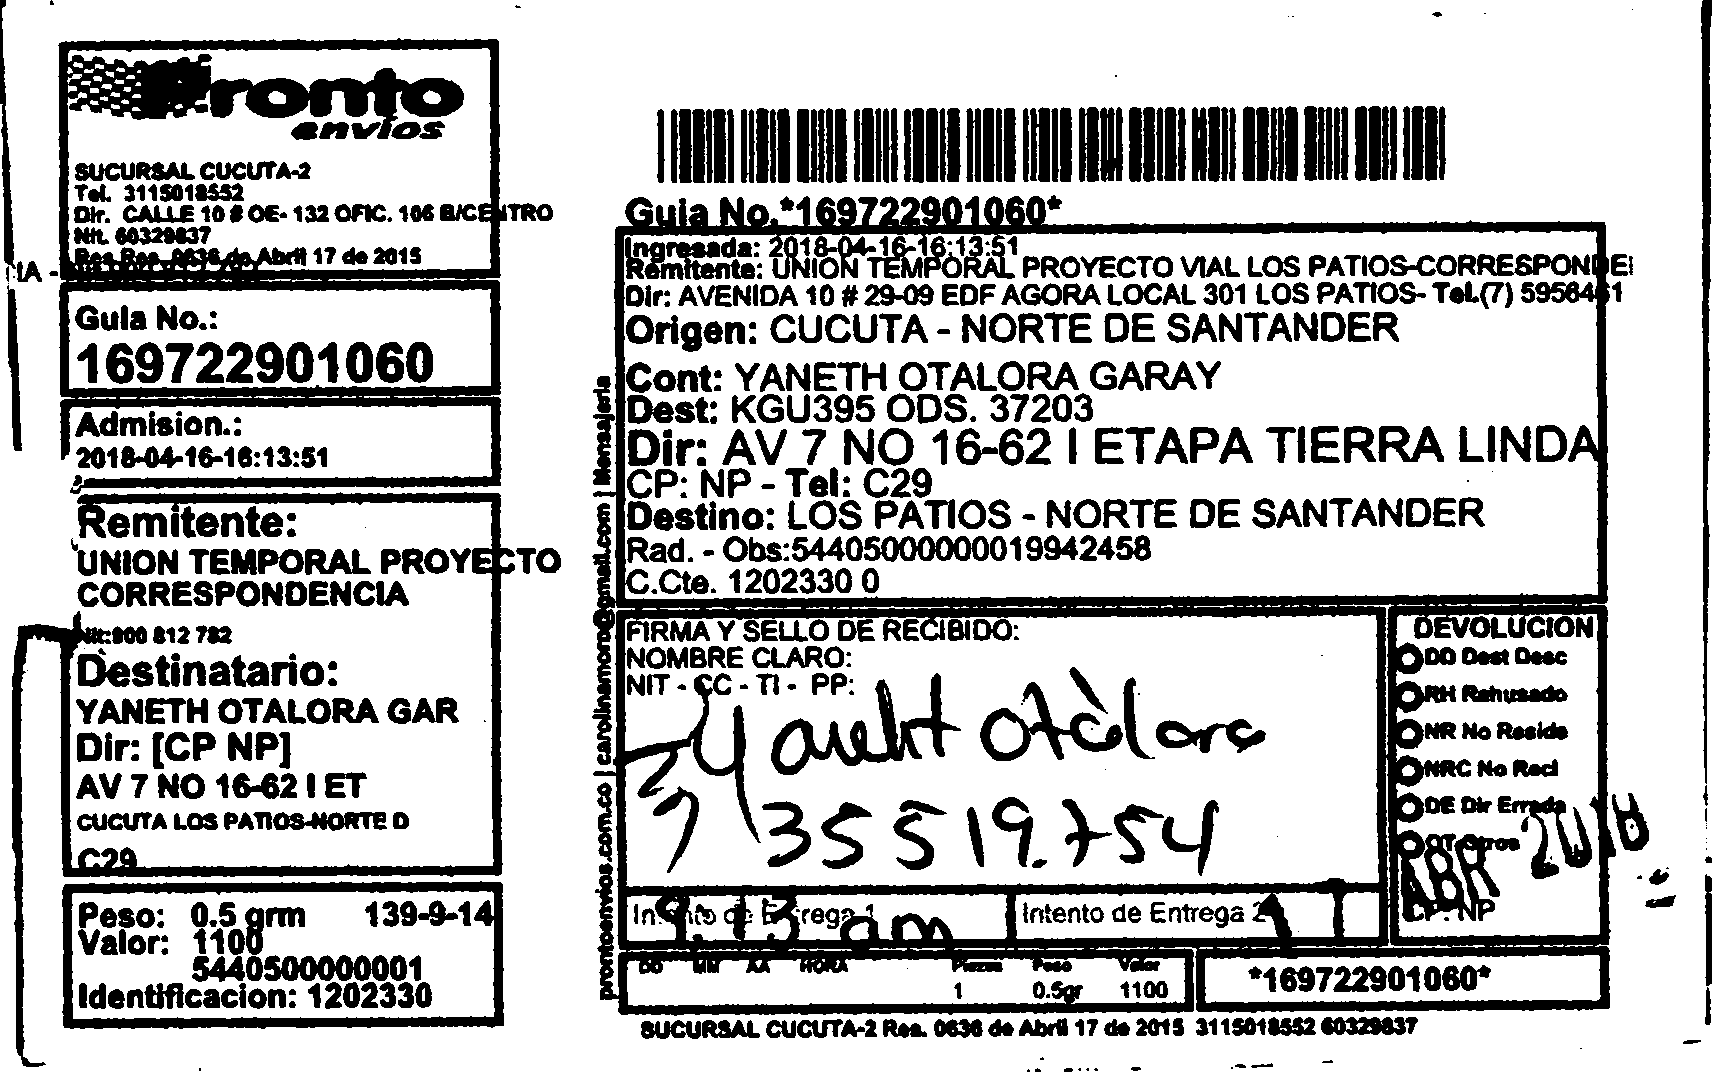 Pronto
envíos
SUCURSAL CUCUTA-2
Tel. 3115018552
Dir. CALLE 10 # OE- 132 OFIC. 106 B/CENTRO
Nit. 60329837
Res.Res. 0636 de Abril 17 de 2015
Guia No.:
169722901060
Admision.:
2018-04-16-16:13:51
Remitente:
UNION TEMPORAL PROYECTO
CORRESPONDENCIA
Nit:900 812 782
Destinatario:
YANETH OTALORA GAR
Dir: [CP NP]
AV 7 NO 16-62 I ET
CUCUTA LOS PATIOS-NORTE D
C29
Peso: 0.5 grm 139-9-14
Valor: 1100
5440500000001
Identificacion: 1202330
prontoenvios.com.co | carolinamoro@gmail.com | Mensajeria
Guia No.*169722901060*
Ingresada: 2018-04-16-16:13:51
Remitente: UNION TEMPORAL PROYECTO VIAL LOS PATIOS-CORRESPONDE
Dir: AVENIDA 10 # 29-09 EDF AGORA LOCAL 301 LOS PATIOS- Tel.(7) 5956461
Origen: CUCUTA - NORTE DE SANTANDER
Cont: YANETH OTALORA GARAY
Dest: KGU395 ODS. 37203
Dir: AV 7 NO 16-62 I ETAPA TIERRA LINDA
CP: NP - Tel: C29
Destino: LOS PATIOS - NORTE DE SANTANDER
Rad. - Obs:54405000000019942458
C.Cte. 1202330 0
FIRMA Y SELLO DE RECIBIDO:
NOMBRE CLARO:
NIT - CC - TI - PP:
Yaneht otàlora
35519.754
DEVOLUCION
DD Dest Desc
RH Rehusado
NR No Reside
NRC No Recl
DE Dir Errada
OT Otros
ABR 2018
CP: NP
Intento de Entrega 1
9:13 am
Intento de Entrega 2
DD MM AA HORA Piezas Peso Valor
1 0.5gr 1100
*169722901060*
SUCURSAL CUCUTA-2 Res. 0636 de Abril 17 de 2015 3115018552 60329837